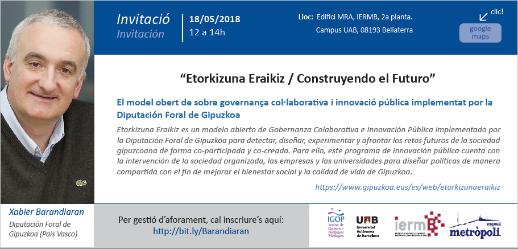 Invitació
Invitación
18/05/2018
12 a 14h
Lloc: Edifici MRA, IERMB, 2a planta.
Campus UAB, 08193 Bellaterra
clic!
google
maps
“Etorkizuna Eraikiz / Construyendo el Futuro”
El model obert de sobre governança col·laborativa i innovació pública implementat por la
Diputación Foral de Gipuzkoa
Etorkizuna Eraikiz es un modelo abierto de Gobernanza Colaborativa e Innovación Pública implementado por
la Diputación Foral de Gipuzkoa para detectar, diseñar, experimentar y afrontar los retos futuros de la sociedad
gipuzcoana de forma co-participada y co-creada. Para ello, este programa de Innovación pública cuenta con
la intervención de la sociedad organizada, las empresas y las universidades para diseñar políticas de manera
compartida con el fin de mejorar el bienestar social y la calidad de vida de Gipuzkoa.
https://www.gipuzkoa.eus/es/web/etorkizunaeraikiz
Xabier Barandiaran
Diputación Foral de
Gipuzkoa (País Vasco)
Per gestió d'aforament, cal inscriure's aquí:
http://bit.ly/Barandiaran
IGOP
UAB
Universitat Autònoma
de Barcelona
iermB
metròpoli